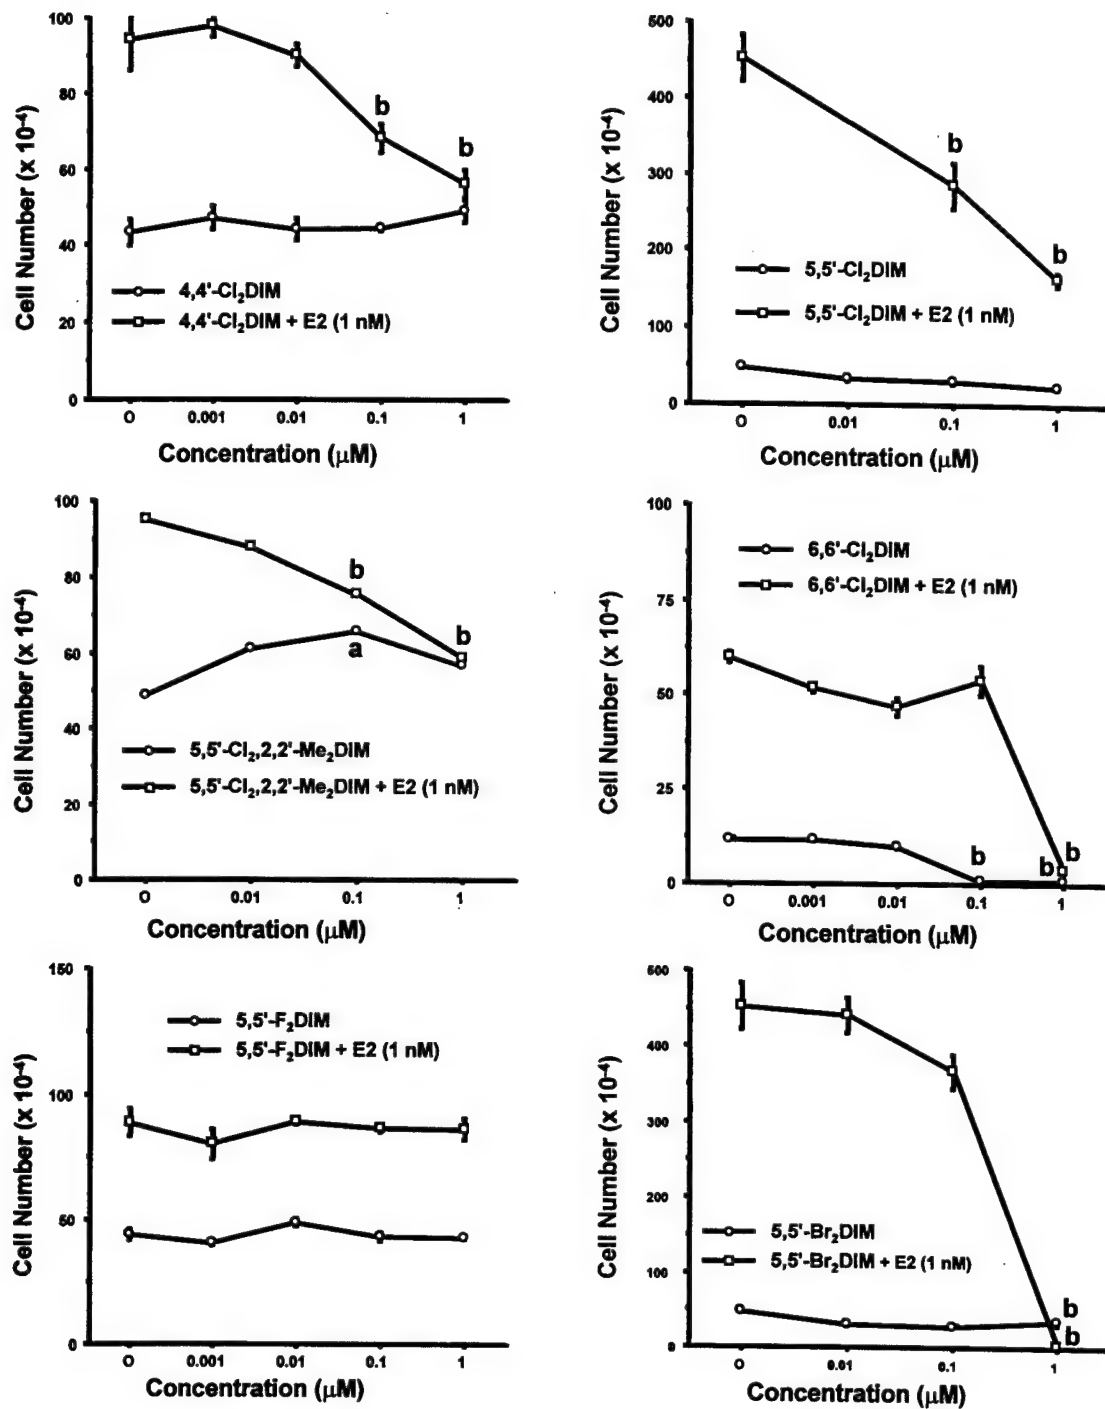 100
80
60
40
20
0
Cell Number (x 10⁻⁴)
b
b
4,4'-Cl₂DIM
4,4'-Cl₂DIM + E2 (1 nM)
O 0.001 0.01 0.1 1
Concentration (μM)
500
400
300
200
100
0
Cell Number (x 10⁻⁴)
b
b
5,5'-Cl₂DIM
5,5'-Cl₂DIM + E2 (1 nM)
O 0.01 0.1 1
Concentration (μM)
100
80
60
40
20
0
Cell Number (x 10⁻⁴)
b
a
b
5,5'-Cl₂,2,2'-Me₂DIM
5,5'-Cl₂,2,2'-Me₂DIM + E2 (1 nM)
O 0.01 0.1 1
Concentration (μM)
100
75
50
25
0
Cell Number (x 10⁻⁴)
6,6'-Cl₂DIM
6,6'-Cl₂DIM + E2 (1 nM)
b
b
b
O 0.001 0.01 0.1 1
Concentration (μM)
150
100
50
0
Cell Number (x 10⁻⁴)
5,5'-F₂DIM
5,5'-F₂DIM + E2 (1 nM)
O 0.001 0.01 0.1 1
Concentration (μM)
500
400
300
200
100
0
Cell Number (x 10⁻⁴)
5,5'-Br₂DIM
5,5'-Br₂DIM + E2 (1 nM)
b
b
O 0.01 0.1 1
Concentration (μM)